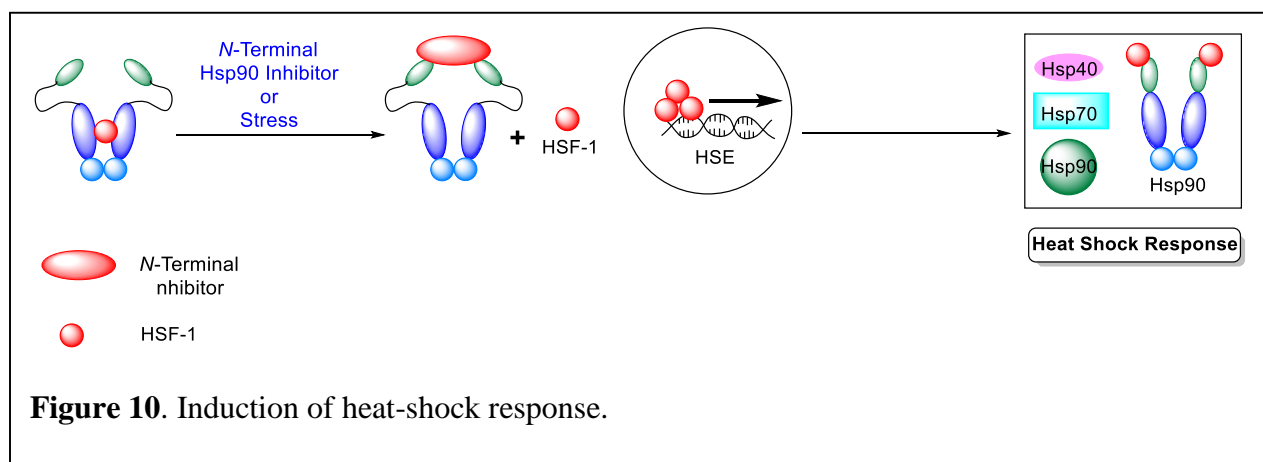 N-Terminal
Hsp90 Inhibitor
or
Stress
+
HSF-1
HSE
Hsp40
Hsp70
Hsp90
Hsp90
Heat Shock Response
N-Terminal
nhibitor
HSF-1
Figure 10. Induction of heat-shock response.